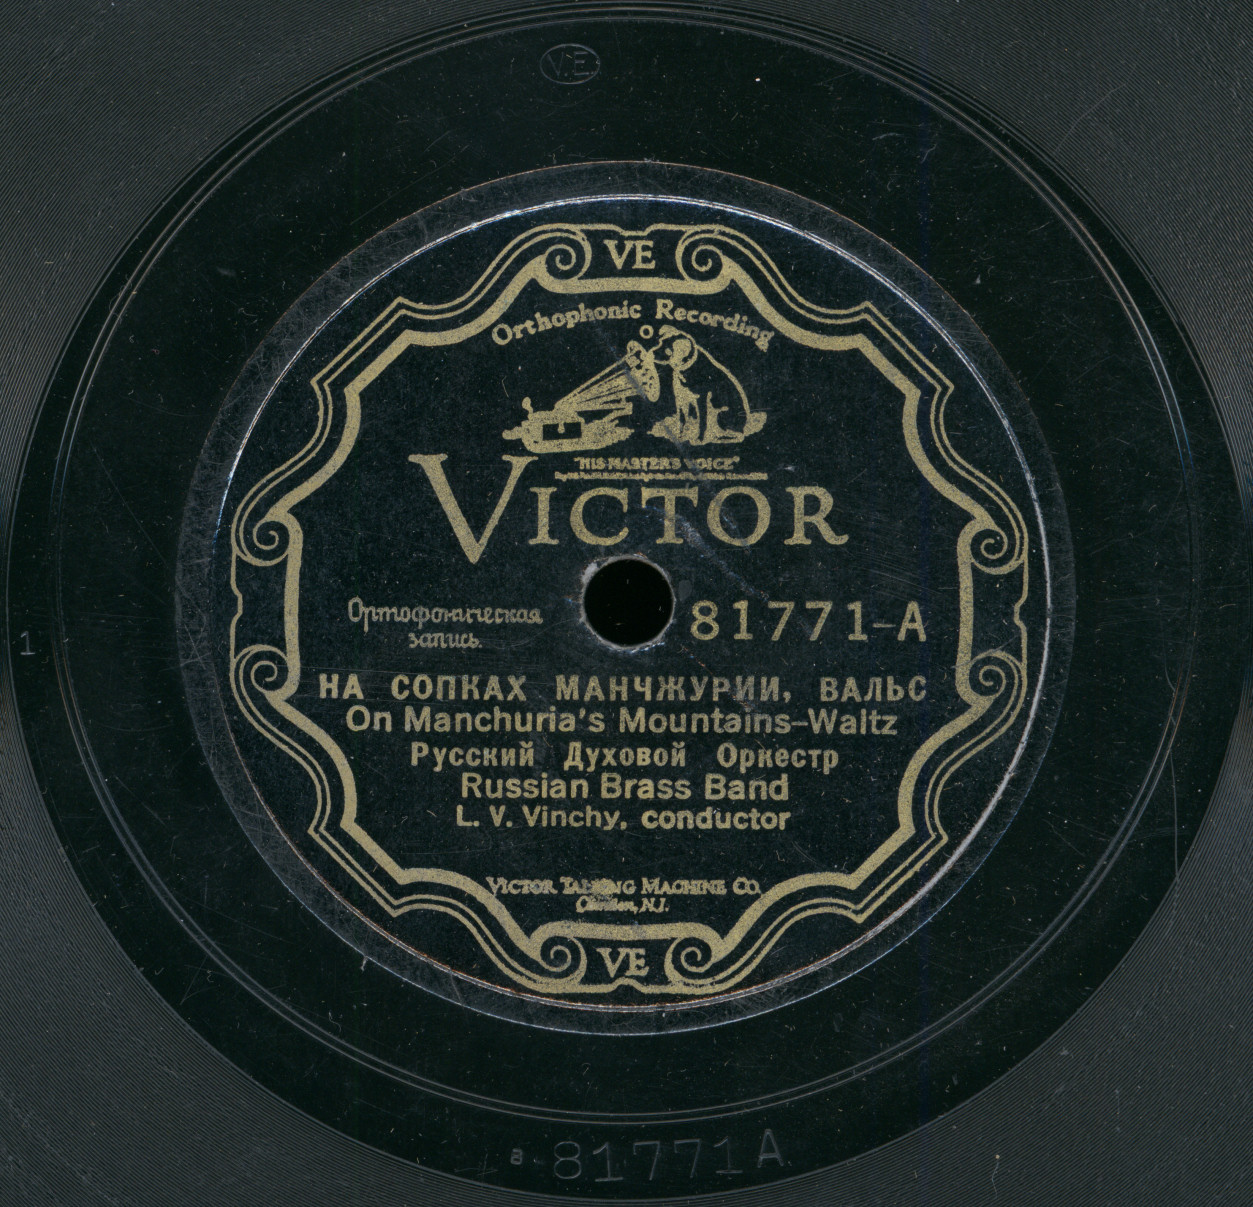 V.E.
VE
Orthophonic Recording
"HIS MASTER'S VOICE"
VICTOR
Ортофоническая
запись.
81771-A
1
НА СОПКАХ МАНЧЖУРИИ, ВАЛЬС
On Manchuria's Mountains-Waltz
Русский Духовой Оркестр
Russian Brass Band
L. V. Vinchy, conductor
VICTOR TALKING MACHINE CO.
Camden, N.J.
VE
81771A